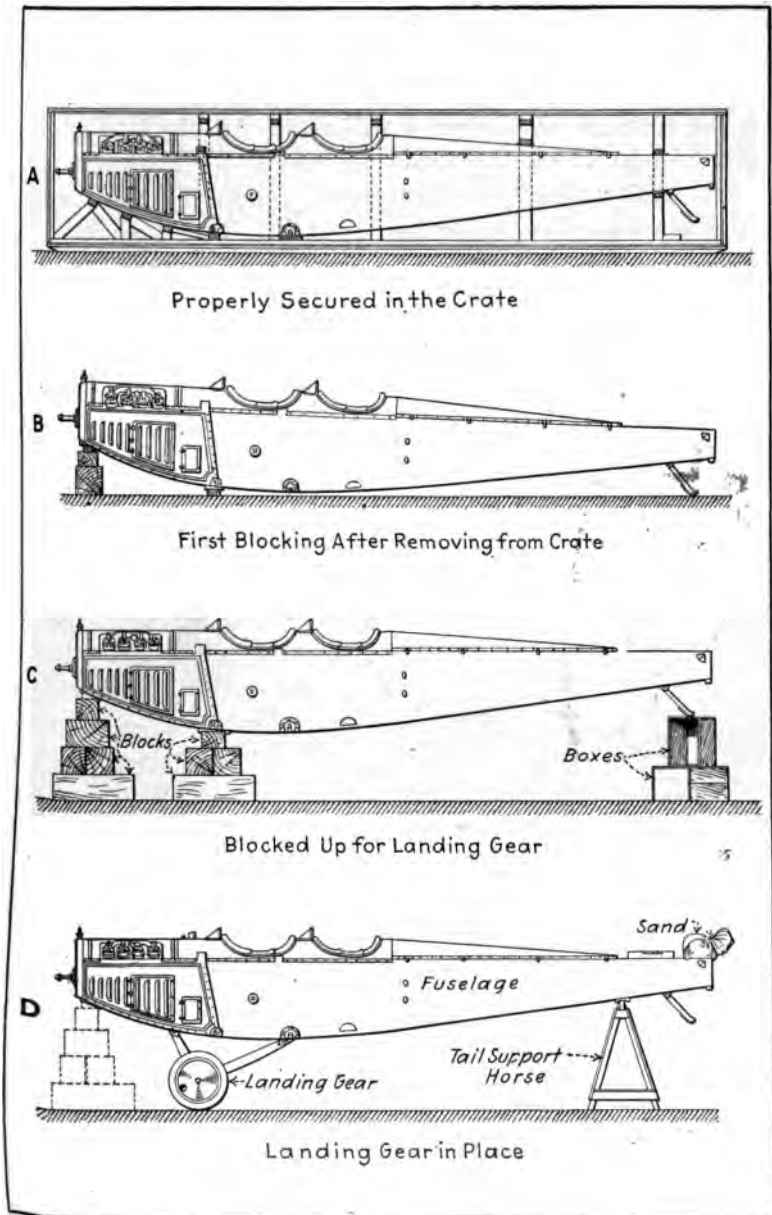 A
Properly Secured in the Crate
B
First Blocking After Removing from Crate
C
Blocks
Boxes
Blocked Up for Landing Gear
D
Sand
Fuselage
Landing Gear
Tail Support
Horse
Landing Gear in Place